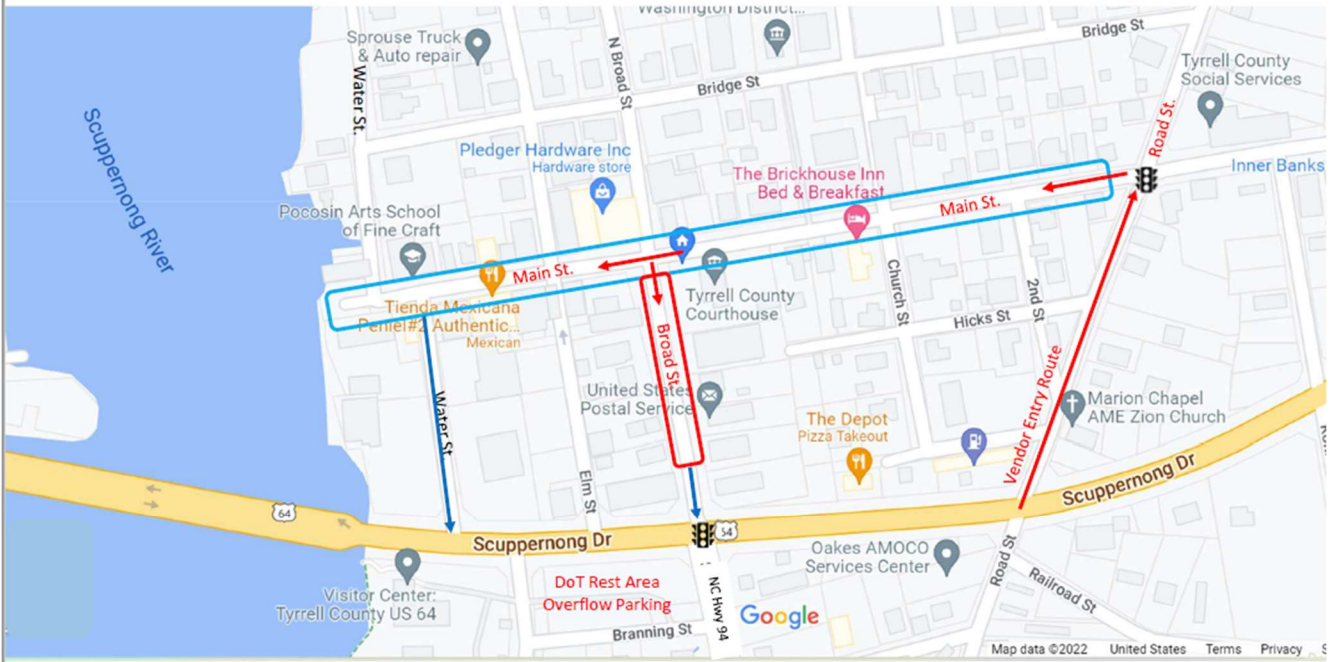 Washington District...
Bridge St
Sprouse Truck
& Auto repair
N Broad St
Tyrrell County
Social Services
Water St.
Bridge St
Scuppernong River
Road St.
Pledger Hardware Inc
Hardware store
The Brickhouse Inn
Bed & Breakfast
Inner Banks
Main St.
Pocosin Arts School
of Fine Craft
Main St.
Church St
2nd St
Tyrrell County
Courthouse
Tienda Mexicana
Peniel#2 Authentic...
Mexican
Hicks St
Broad St.
Vendor Entry Route
United States
Postal Service
Marion Chapel
AME Zion Church
Water St.
The Depot
Pizza Takeout
Elm St
Scuppernong Dr
64
64
Scuppernong Dr
Oakes AMOCO
Services Center
Road St
Railroad St
DoT Rest Area
Overflow Parking
Visitor Center:
Tyrrell County US 64
NC Hwy 94
Google
Branning St
Map data ©2022 United States Terms Privacy